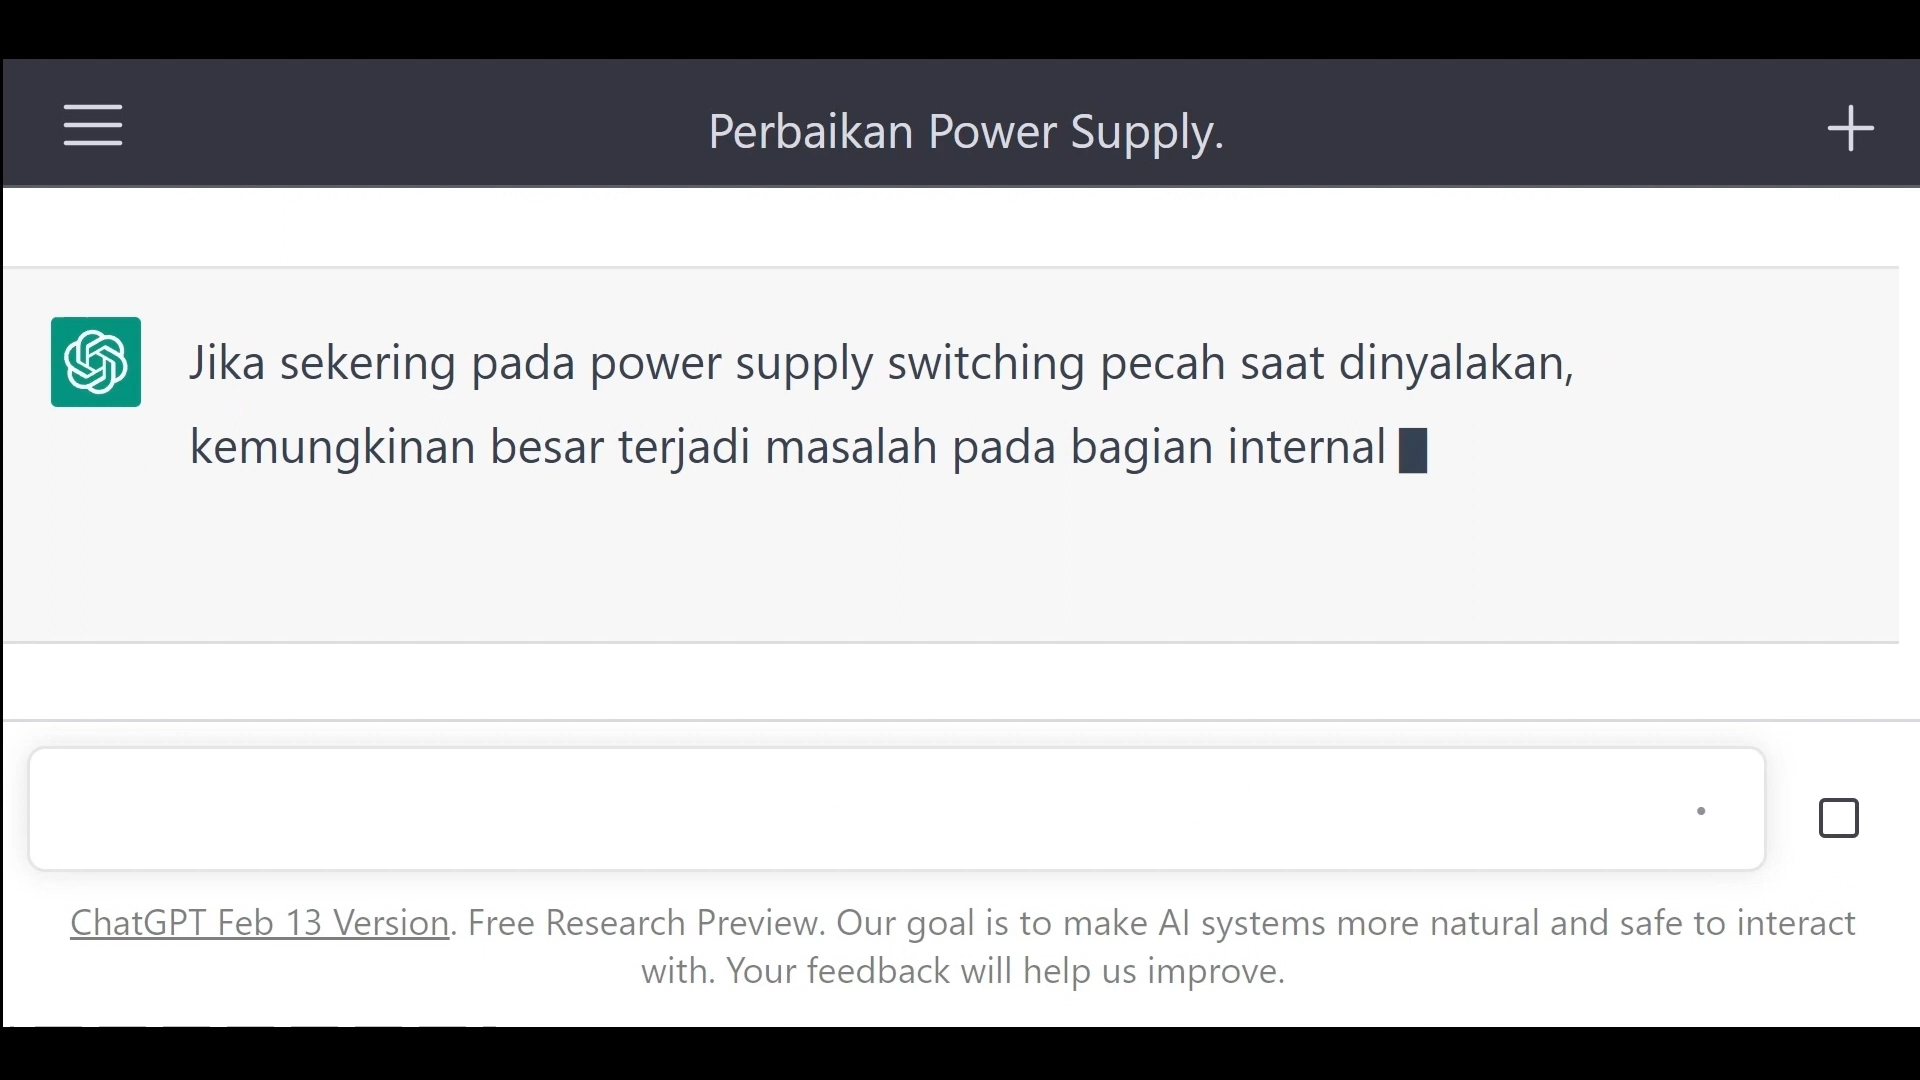 Perbaikan Power Supply.
Jika sekering pada power supply switching pecah saat dinyalakan,
kemungkinan besar terjadi masalah pada bagian internal
ChatGPT Feb 13 Version. Free Research Preview. Our goal is to make AI systems more natural and safe to interact
with. Your feedback will help us improve.